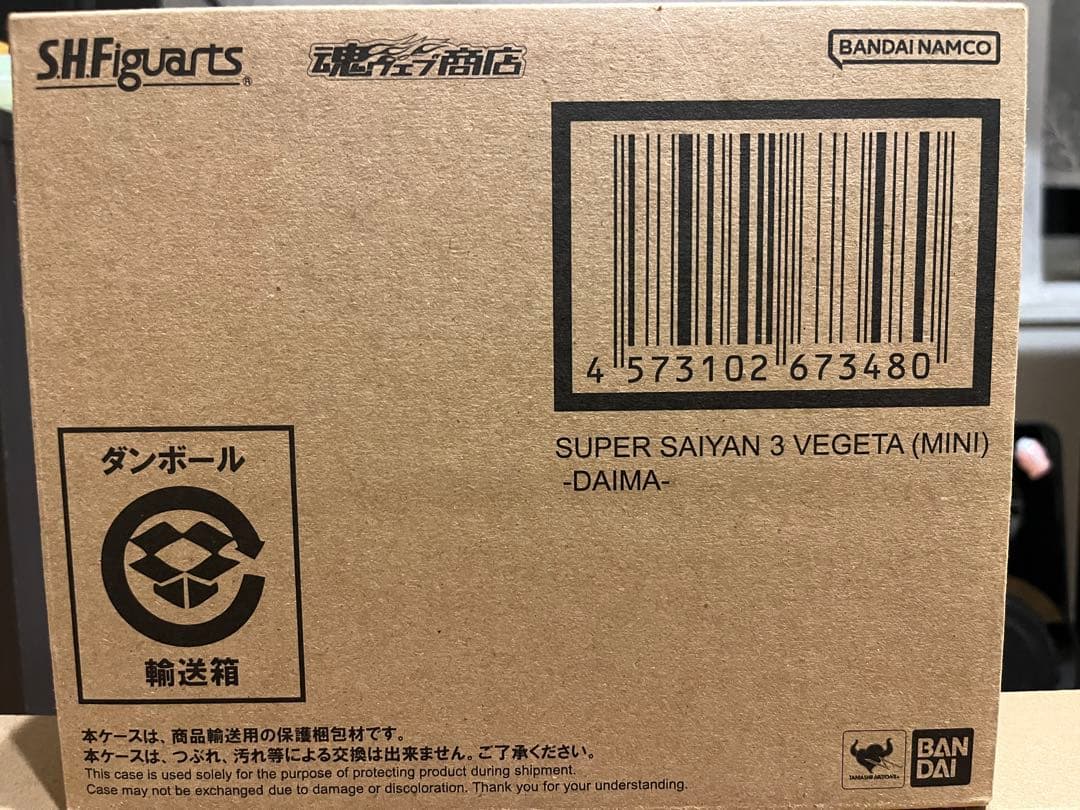 S.H.Figuarts®
魂ウェブ商店
BANDAI NAMCO
4 573102 673480
SUPER SAIYAN 3 VEGETA (MINI)
-DAIMA-
ダンボール
輸送箱
本ケースは、商品輸送用の保護梱包材です。
本ケースは、つぶれ、汚れ等による交換は出来ません。ご了承ください。
This case is used solely for the purpose of protecting product during shipment.
Case may not be exchanged due to damage or discoloration. Thank you for your understanding.
BAN
DAI